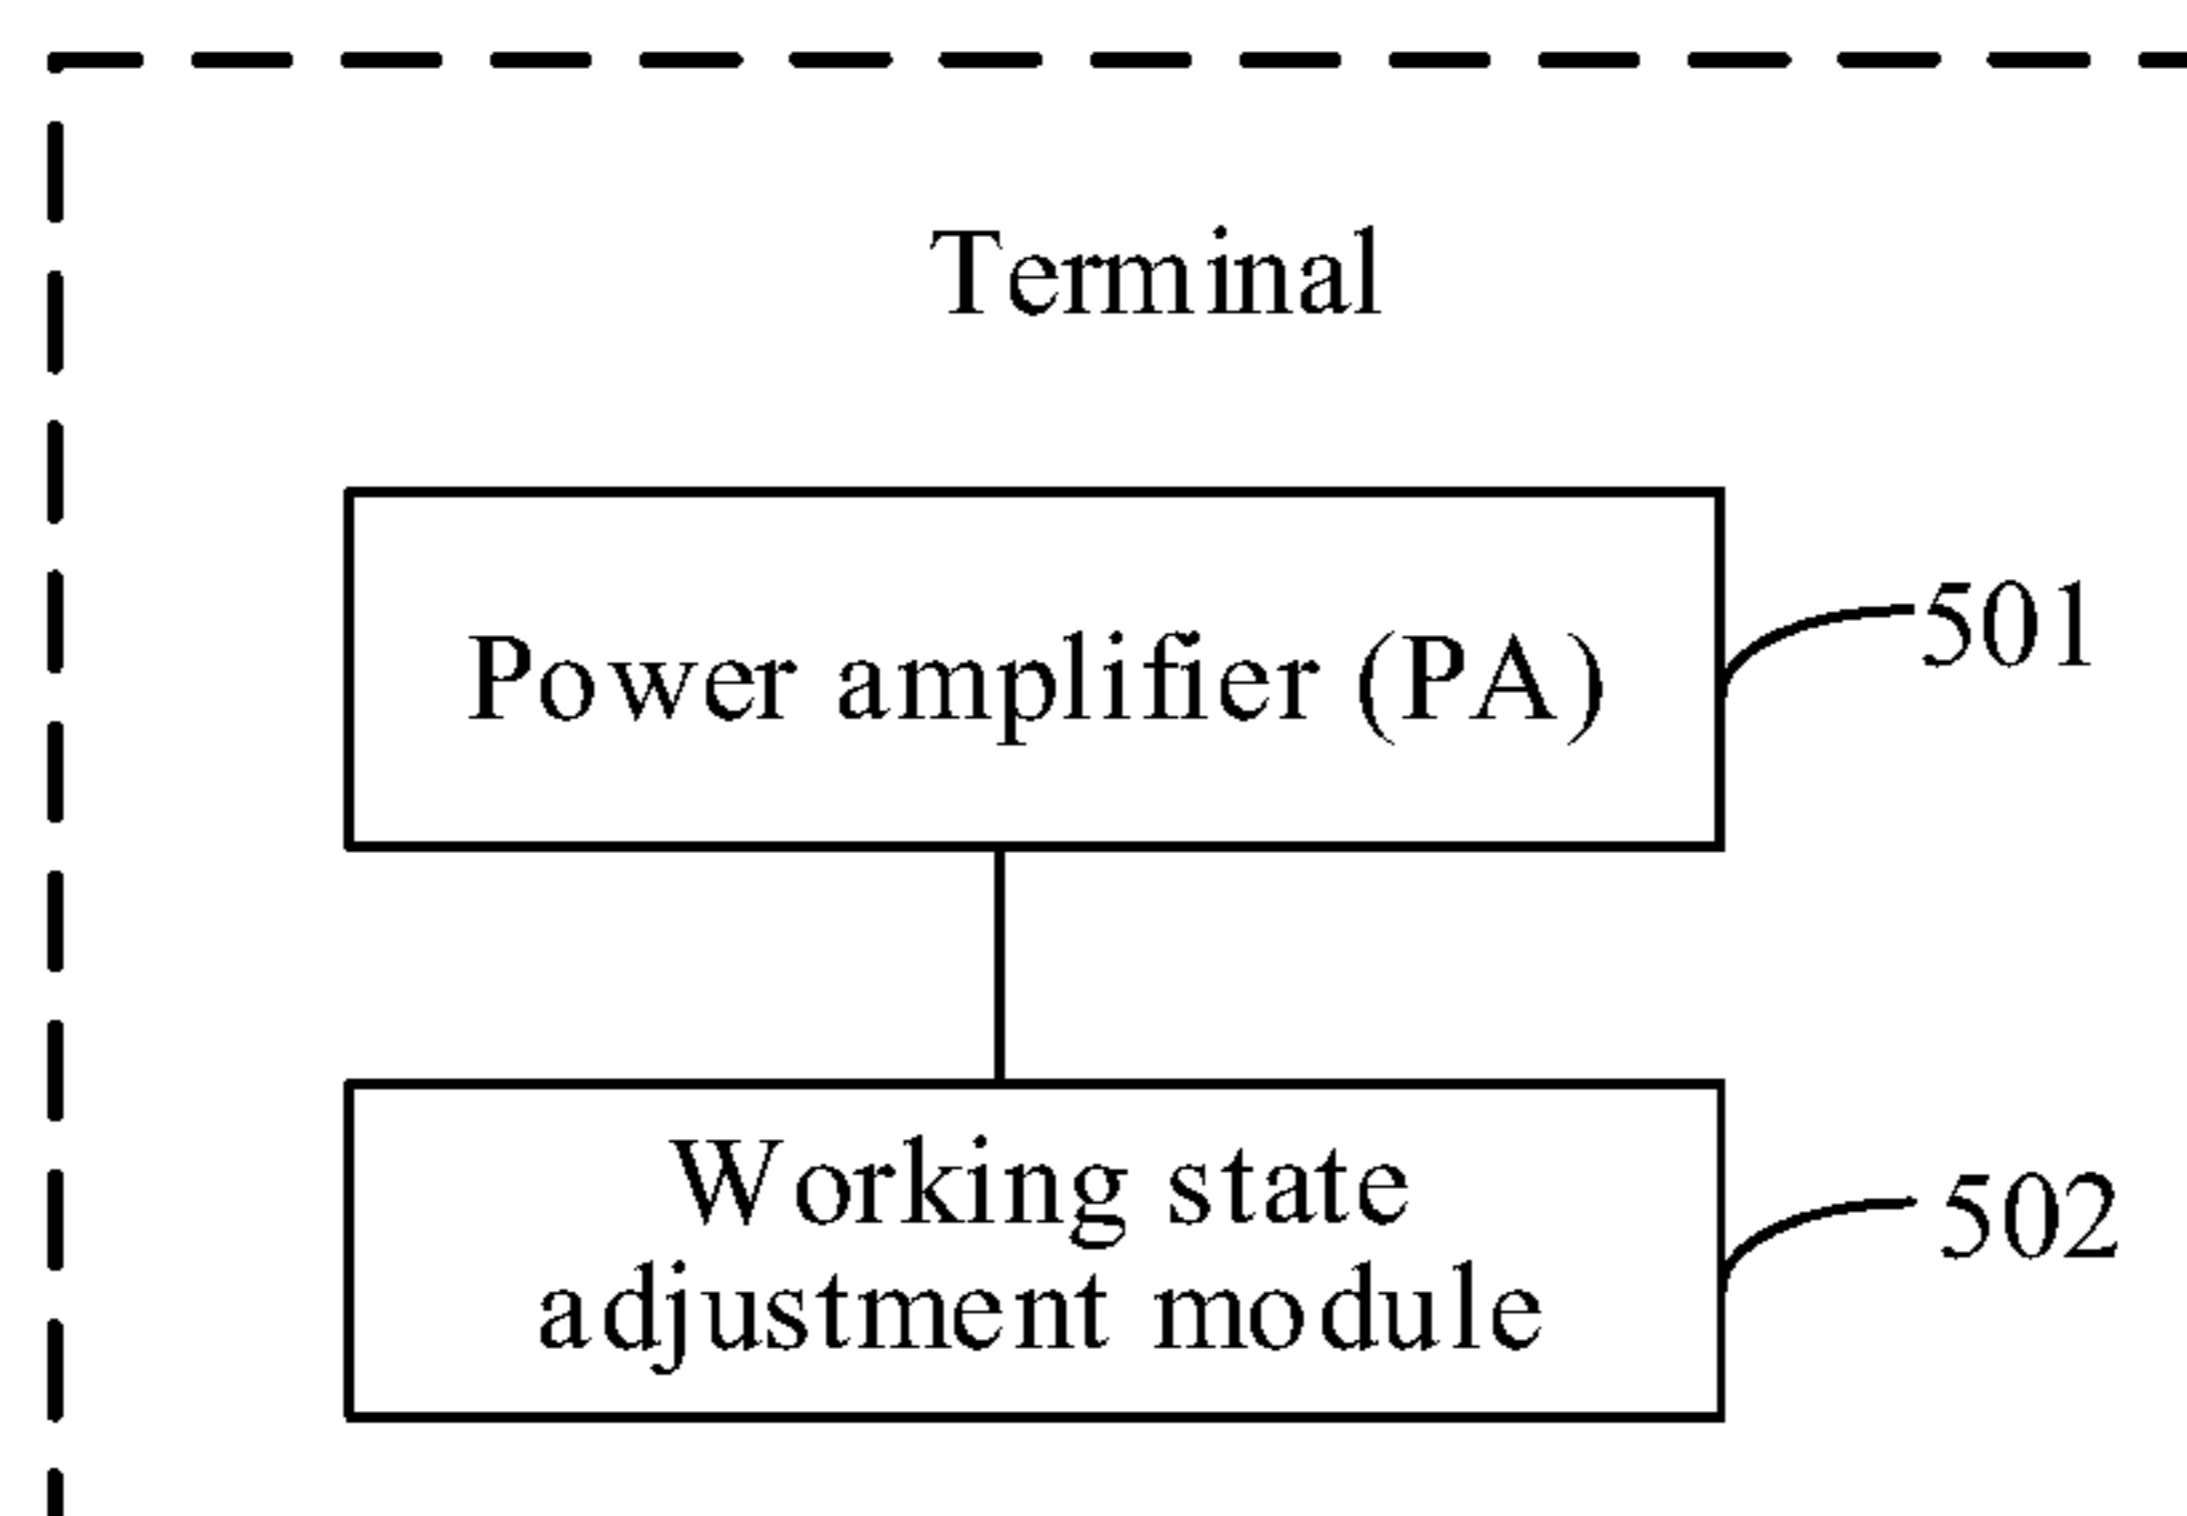 Terminal
Power amplifier (PA)
501
Working state
adjustment module
502